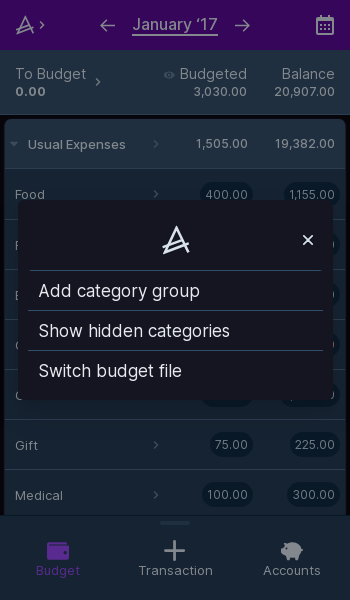 January ‘17
To Budget
0.00
Budgeted
3,030.00
Balance
20,907.00
Usual Expenses 1,505.00 19,382.00
Food 400.00 1,155.00
Add category group
Show hidden categories
Switch budget file
Gift 75.00 225.00
Medical 100.00 300.00
Budget Transaction Accounts